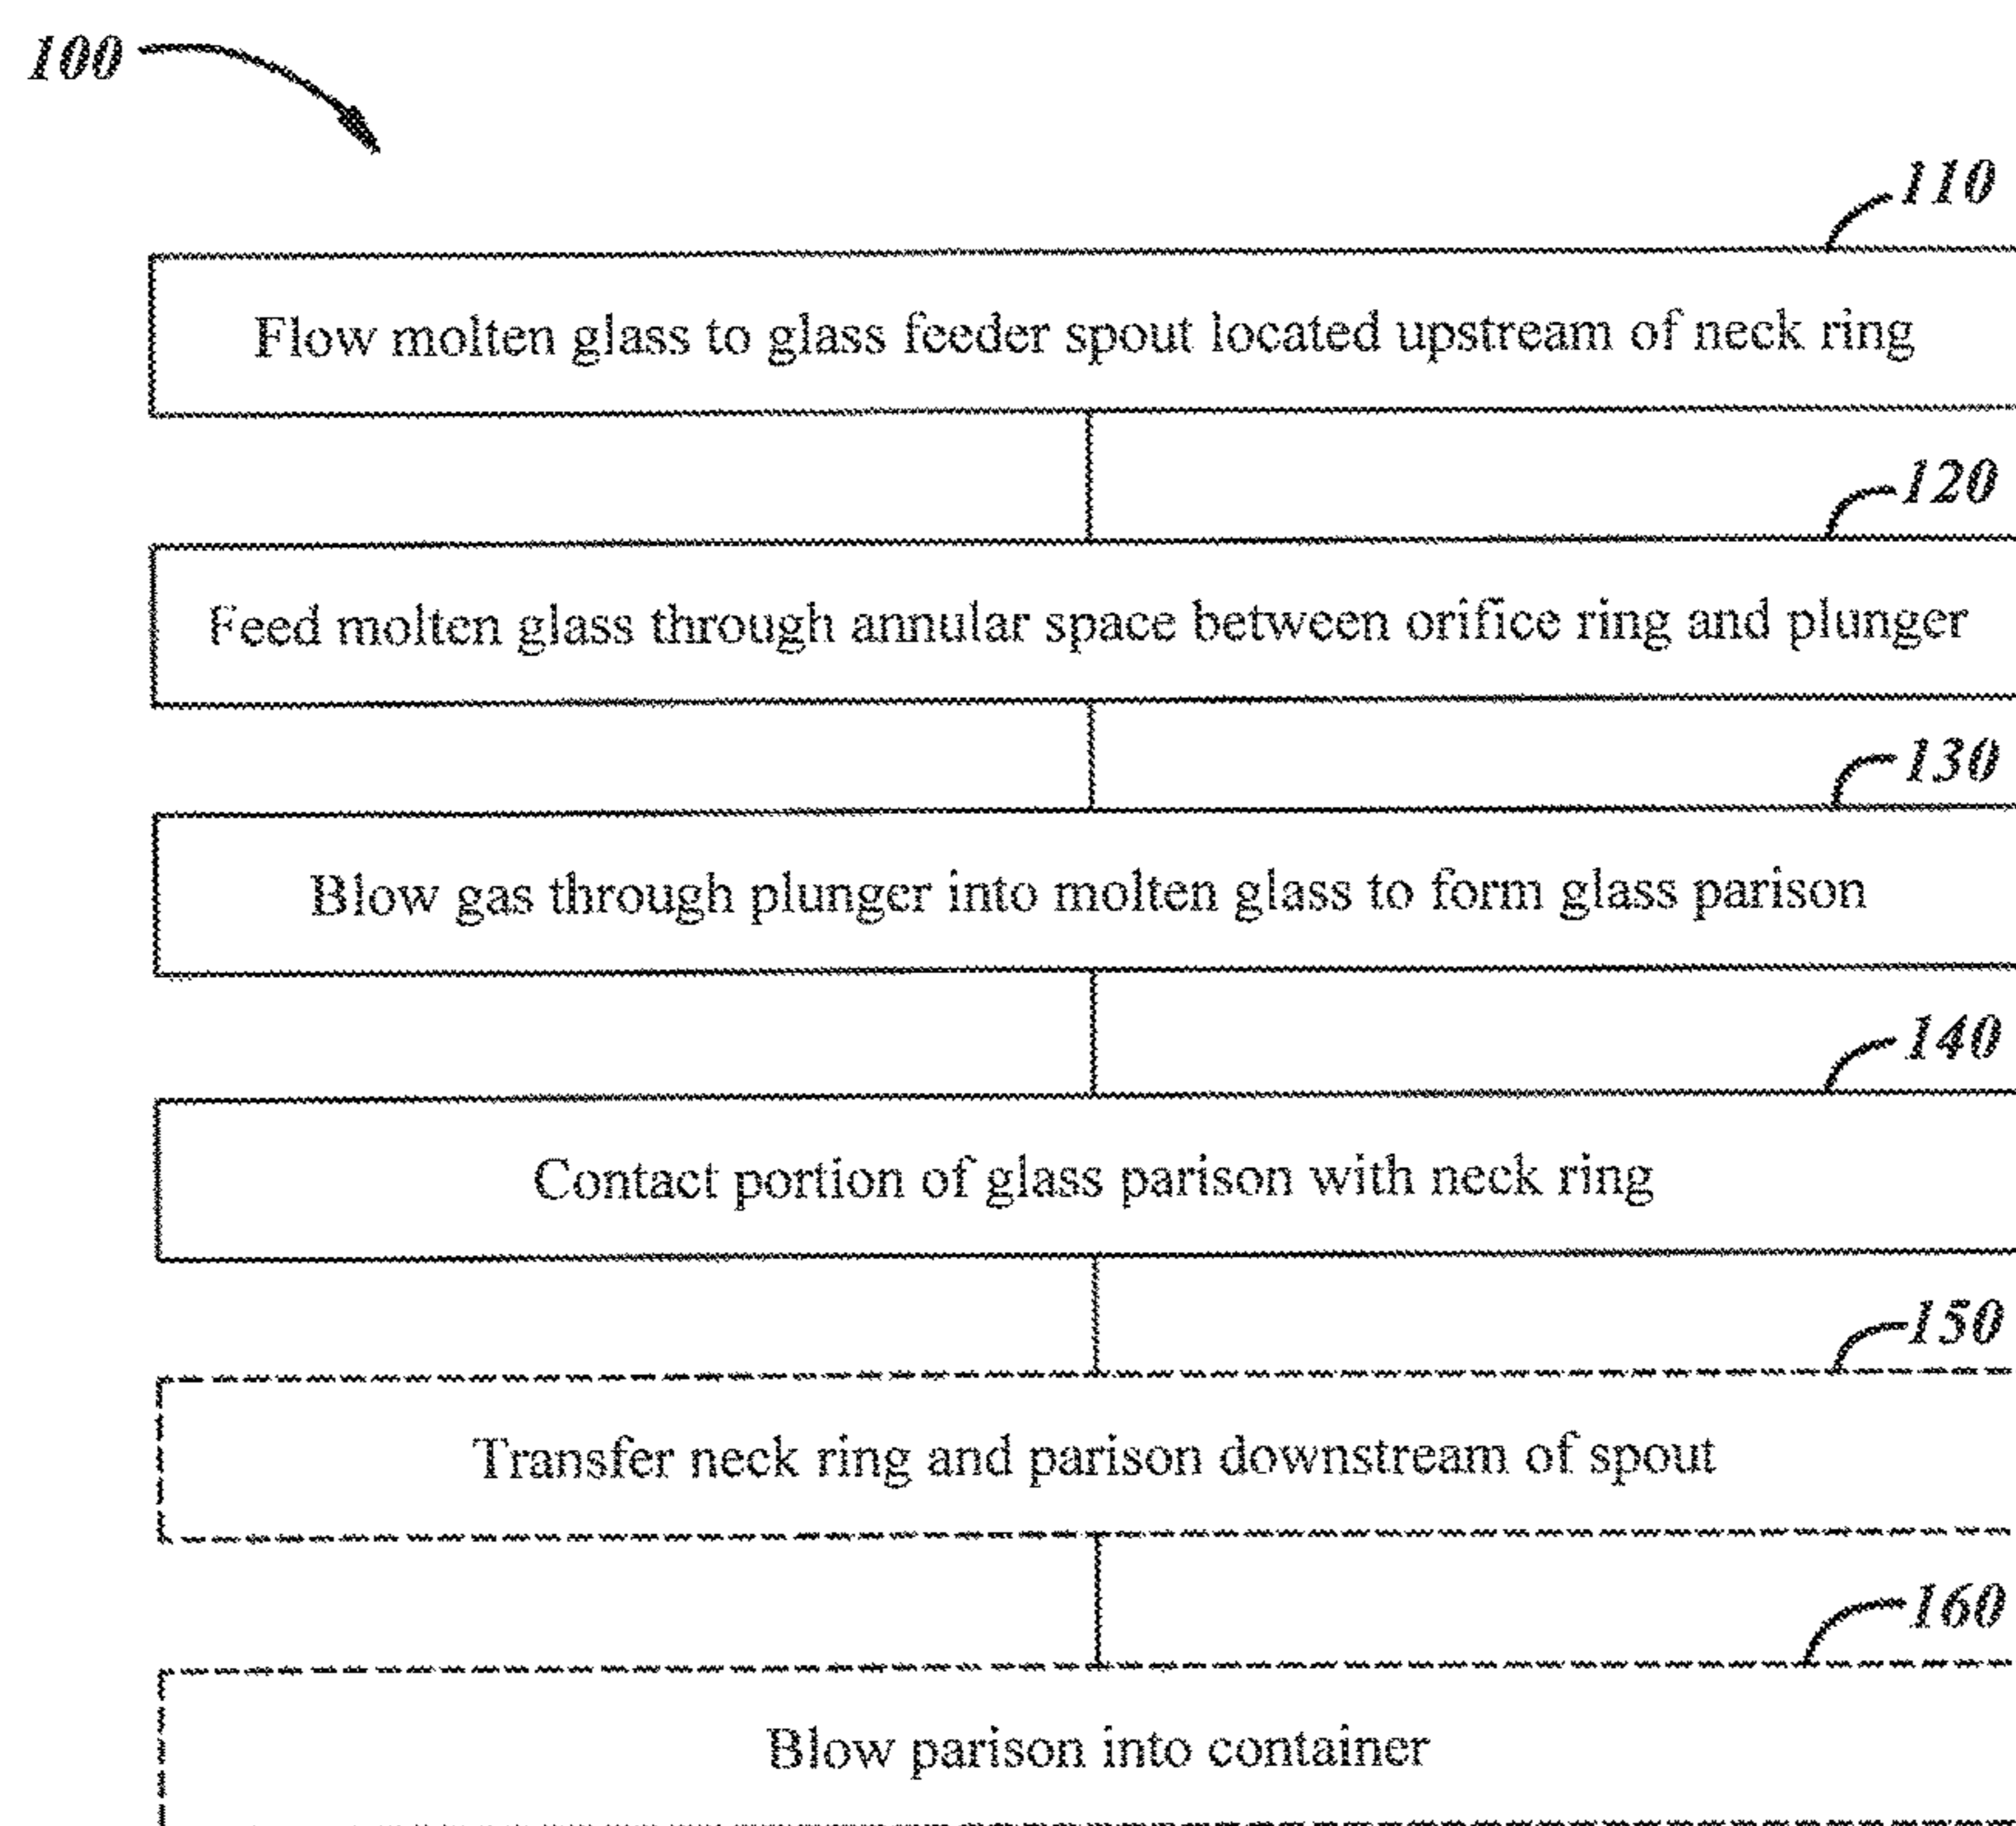 100
110
Flow molten glass to glass feeder spout located upstream of neck ring
120
Feed molten glass through annular space between orifice ring and plunger
130
Blow gas through plunger into molten glass to form glass parison
140
Contact portion of glass parison with neck ring
150
Transfer neck ring and parison downstream of spout
160
Blow parison into container